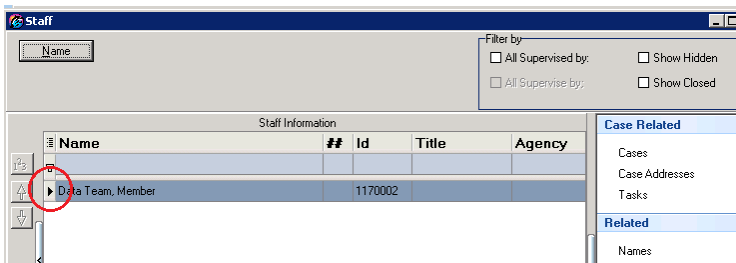 Staff
Name
Filter by
All Supervised by:
Show Hidden
All Supervise by:
Show Closed
Staff Information
Name ## Id Title Agency
Data Team, Member 1170002
Case Related
Cases
Case Addresses
Tasks
Related
Names